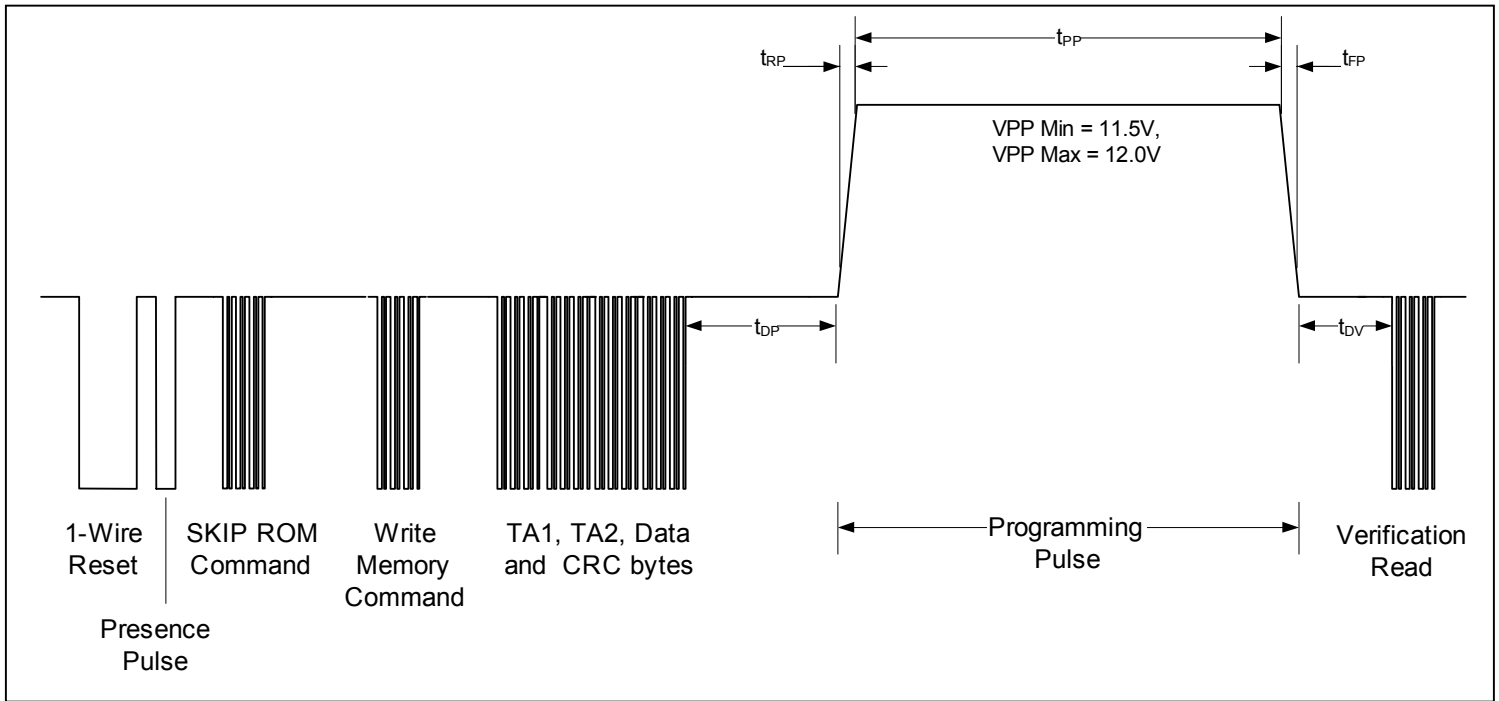 tPP
tRP
tFP
VPP Min = 11.5V,
VPP Max = 12.0V
tDP
tDV
1-Wire
Reset
SKIP ROM
Command
Write
Memory
Command
TA1, TA2, Data
and CRC bytes
Programming
Pulse
Verification
Read
Presence
Pulse